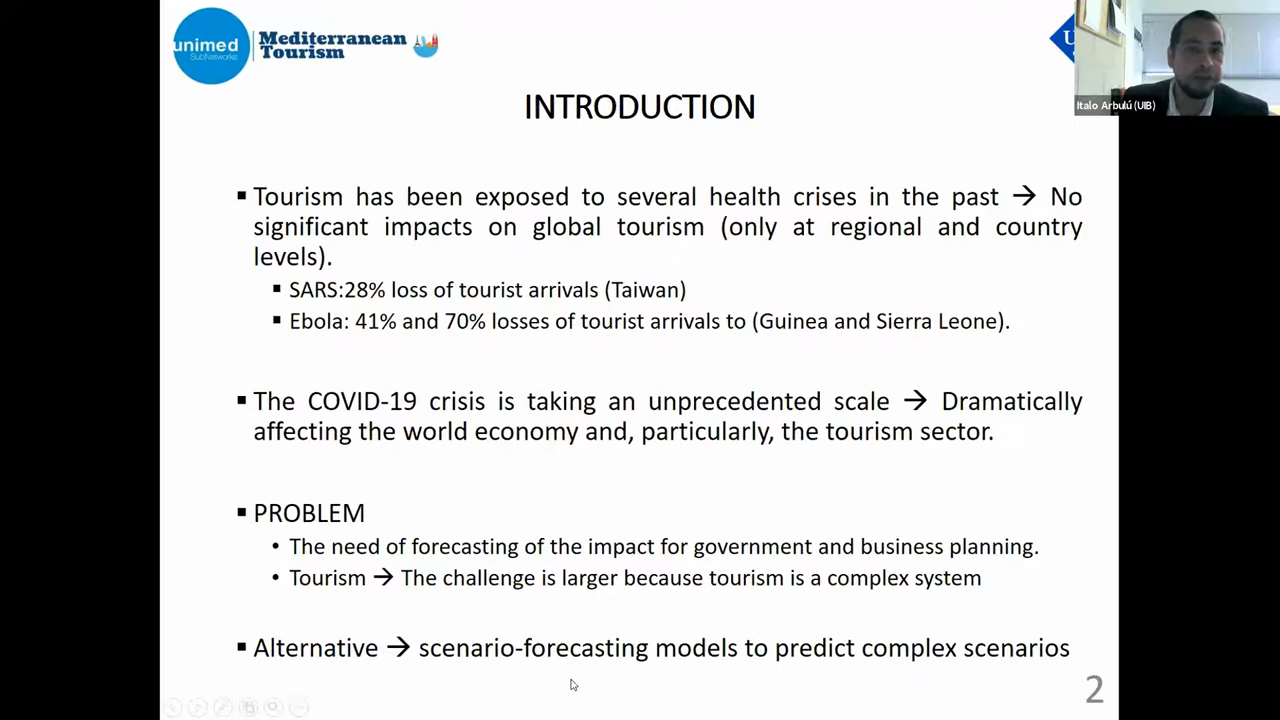 unimed
SubNetworks
Mediterranean
Tourism
U
Italo Arbulú (UIB)
INTRODUCTION
▪ Tourism has been exposed to several health crises in the past → No
significant impacts on global tourism (only at regional and country
levels).
▪ SARS:28% loss of tourist arrivals (Taiwan)
▪ Ebola: 41% and 70% losses of tourist arrivals to (Guinea and Sierra Leone).
▪ The COVID-19 crisis is taking an unprecedented scale → Dramatically
affecting the world economy and, particularly, the tourism sector.
▪ PROBLEM
• The need of forecasting of the impact for government and business planning.
• Tourism → The challenge is larger because tourism is a complex system
▪ Alternative → scenario-forecasting models to predict complex scenarios
2